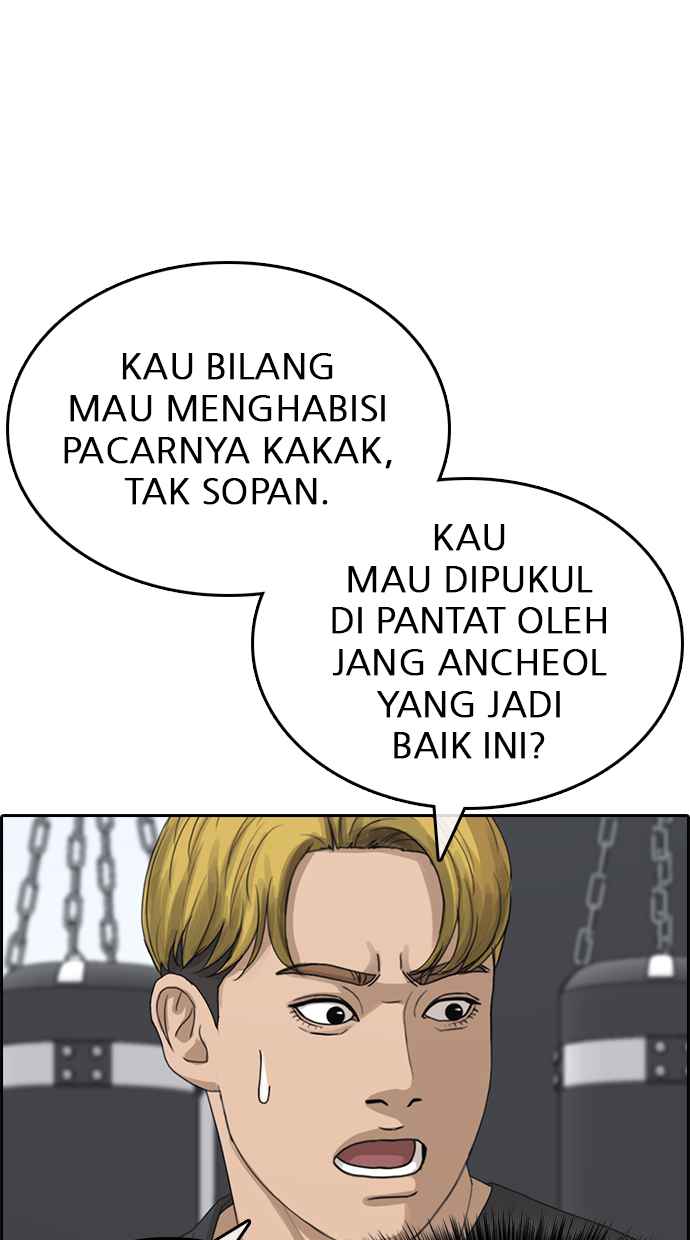 KAU BILANG
MAU MENGHABISI
PACARNYA KAKAK,
TAK SOPAN.
KAU
MAU DIPUKUL
DI PANTAT OLEH
JANG ANCHEOL
YANG JADI
BAIK INI?